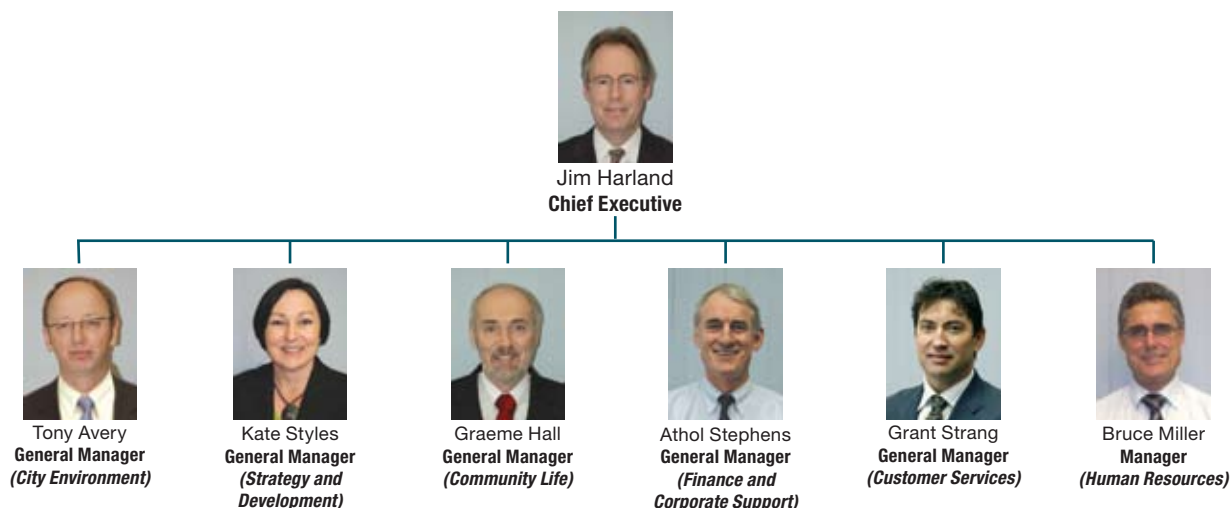 Jim Harland
Chief Executive
Tony Avery
General Manager
(City Environment)
Kate Styles
General Manager
(Strategy and
Development)
Graeme Hall
General Manager
(Community Life)
Athol Stephens
General Manager
(Finance and
Corporate Support)
Grant Strang
General Manager
(Customer Services)
Bruce Miller
Manager
(Human Resources)